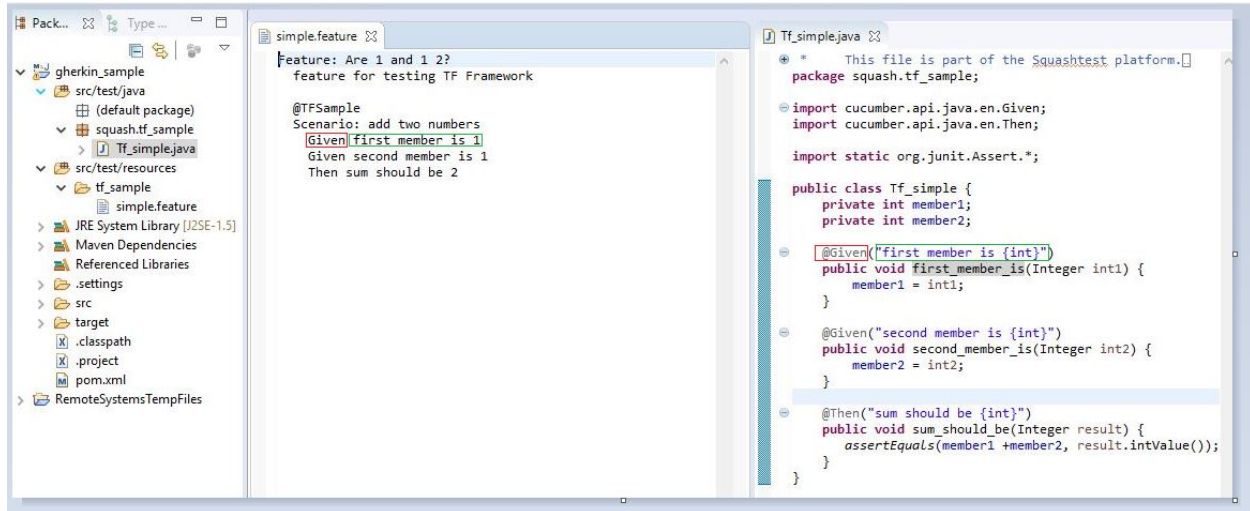 Pack...
Type ...
gherkin_sample
src/test/java
(default package)
squash.tf_sample
Tf_simple.java
src/test/resources
tf_sample
simple.feature
JRE System Library [J2SE-1.5]
Maven Dependencies
Referenced Libraries
.settings
src
target
.classpath
.project
pom.xml
RemoteSystemsTempFiles
simple.feature
Feature: Are 1 and 1 2?
feature for testing TF Framework
@TFSample
Scenario: add two numbers
Given first member is 1
Given second member is 1
Then sum should be 2
Tf_simple.java
* This file is part of the Squashtest platform.
package squash.tf_sample;
import cucumber.api.java.en.Given;
import cucumber.api.java.en.Then;
import static org.junit.Assert.*;
public class Tf_simple {
private int member1;
private int member2;
@Given("first member is {int}")
public void first_member_is(Integer int1) {
member1 = int1;
}
@Given("second member is {int}")
public void second_member_is(Integer int2) {
member2 = int2;
}
@Then("sum should be {int}")
public void sum_should_be(Integer result) {
assertEquals(member1 +member2, result.intValue());
}
}